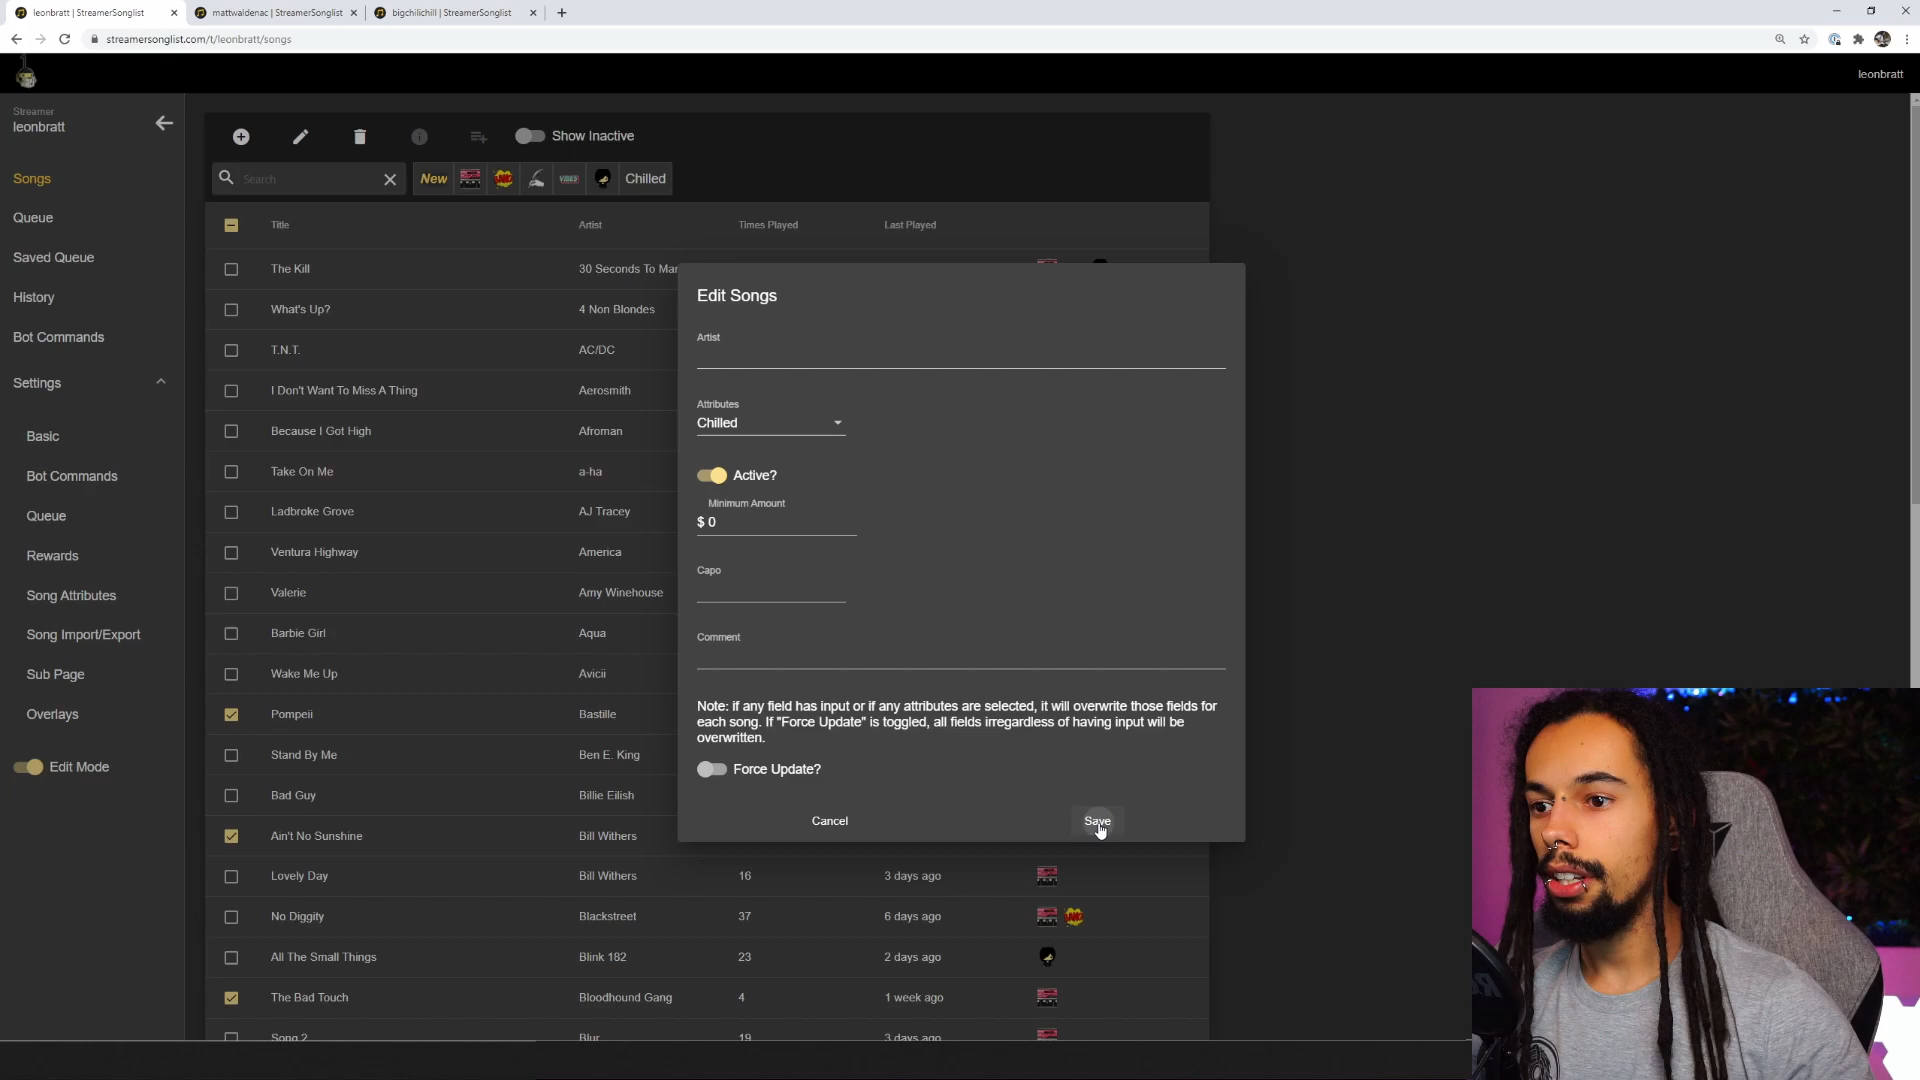 leonbratt | StreamerSonglist
mattwaldenac | StreamerSonglist
bigchilichill | StreamerSonglist
streamersonglist.com/t/leonbratt/songs
leonbratt
Streamer
leonbratt
Songs
Queue
Saved Queue
History
Bot Commands
Settings
Basic
Bot Commands
Queue
Rewards
Song Attributes
Song Import/Export
Sub Page
Overlays
Edit Mode
Show Inactive
Search
New
VIBES
Chilled
Title Artist Times Played Last Played
The Kill 30 Seconds To Mar
What's Up? 4 Non Blondes
T.N.T. AC/DC
I Don't Want To Miss A Thing Aerosmith
Because I Got High Afroman
Take On Me a-ha
Ladbroke Grove AJ Tracey
Ventura Highway America
Valerie Amy Winehouse
Barbie Girl Aqua
Wake Me Up Avicii
Pompeii Bastille
Stand By Me Ben E. King
Bad Guy Billie Eilish
Ain't No Sunshine Bill Withers
Lovely Day Bill Withers 16 3 days ago
No Diggity Blackstreet 37 6 days ago
All The Small Things Blink 182 23 2 days ago
The Bad Touch Bloodhound Gang 4 1 week ago
Song 2 Blur 19 3 days ago
Edit Songs
Artist
Attributes
Chilled
Active?
Minimum Amount
$ 0
Capo
Comment
Note: if any field has input or if any attributes are selected, it will overwrite those fields for
each song. If "Force Update" is toggled, all fields irregardless of having input will be
overwritten.
Force Update?
Cancel
Save